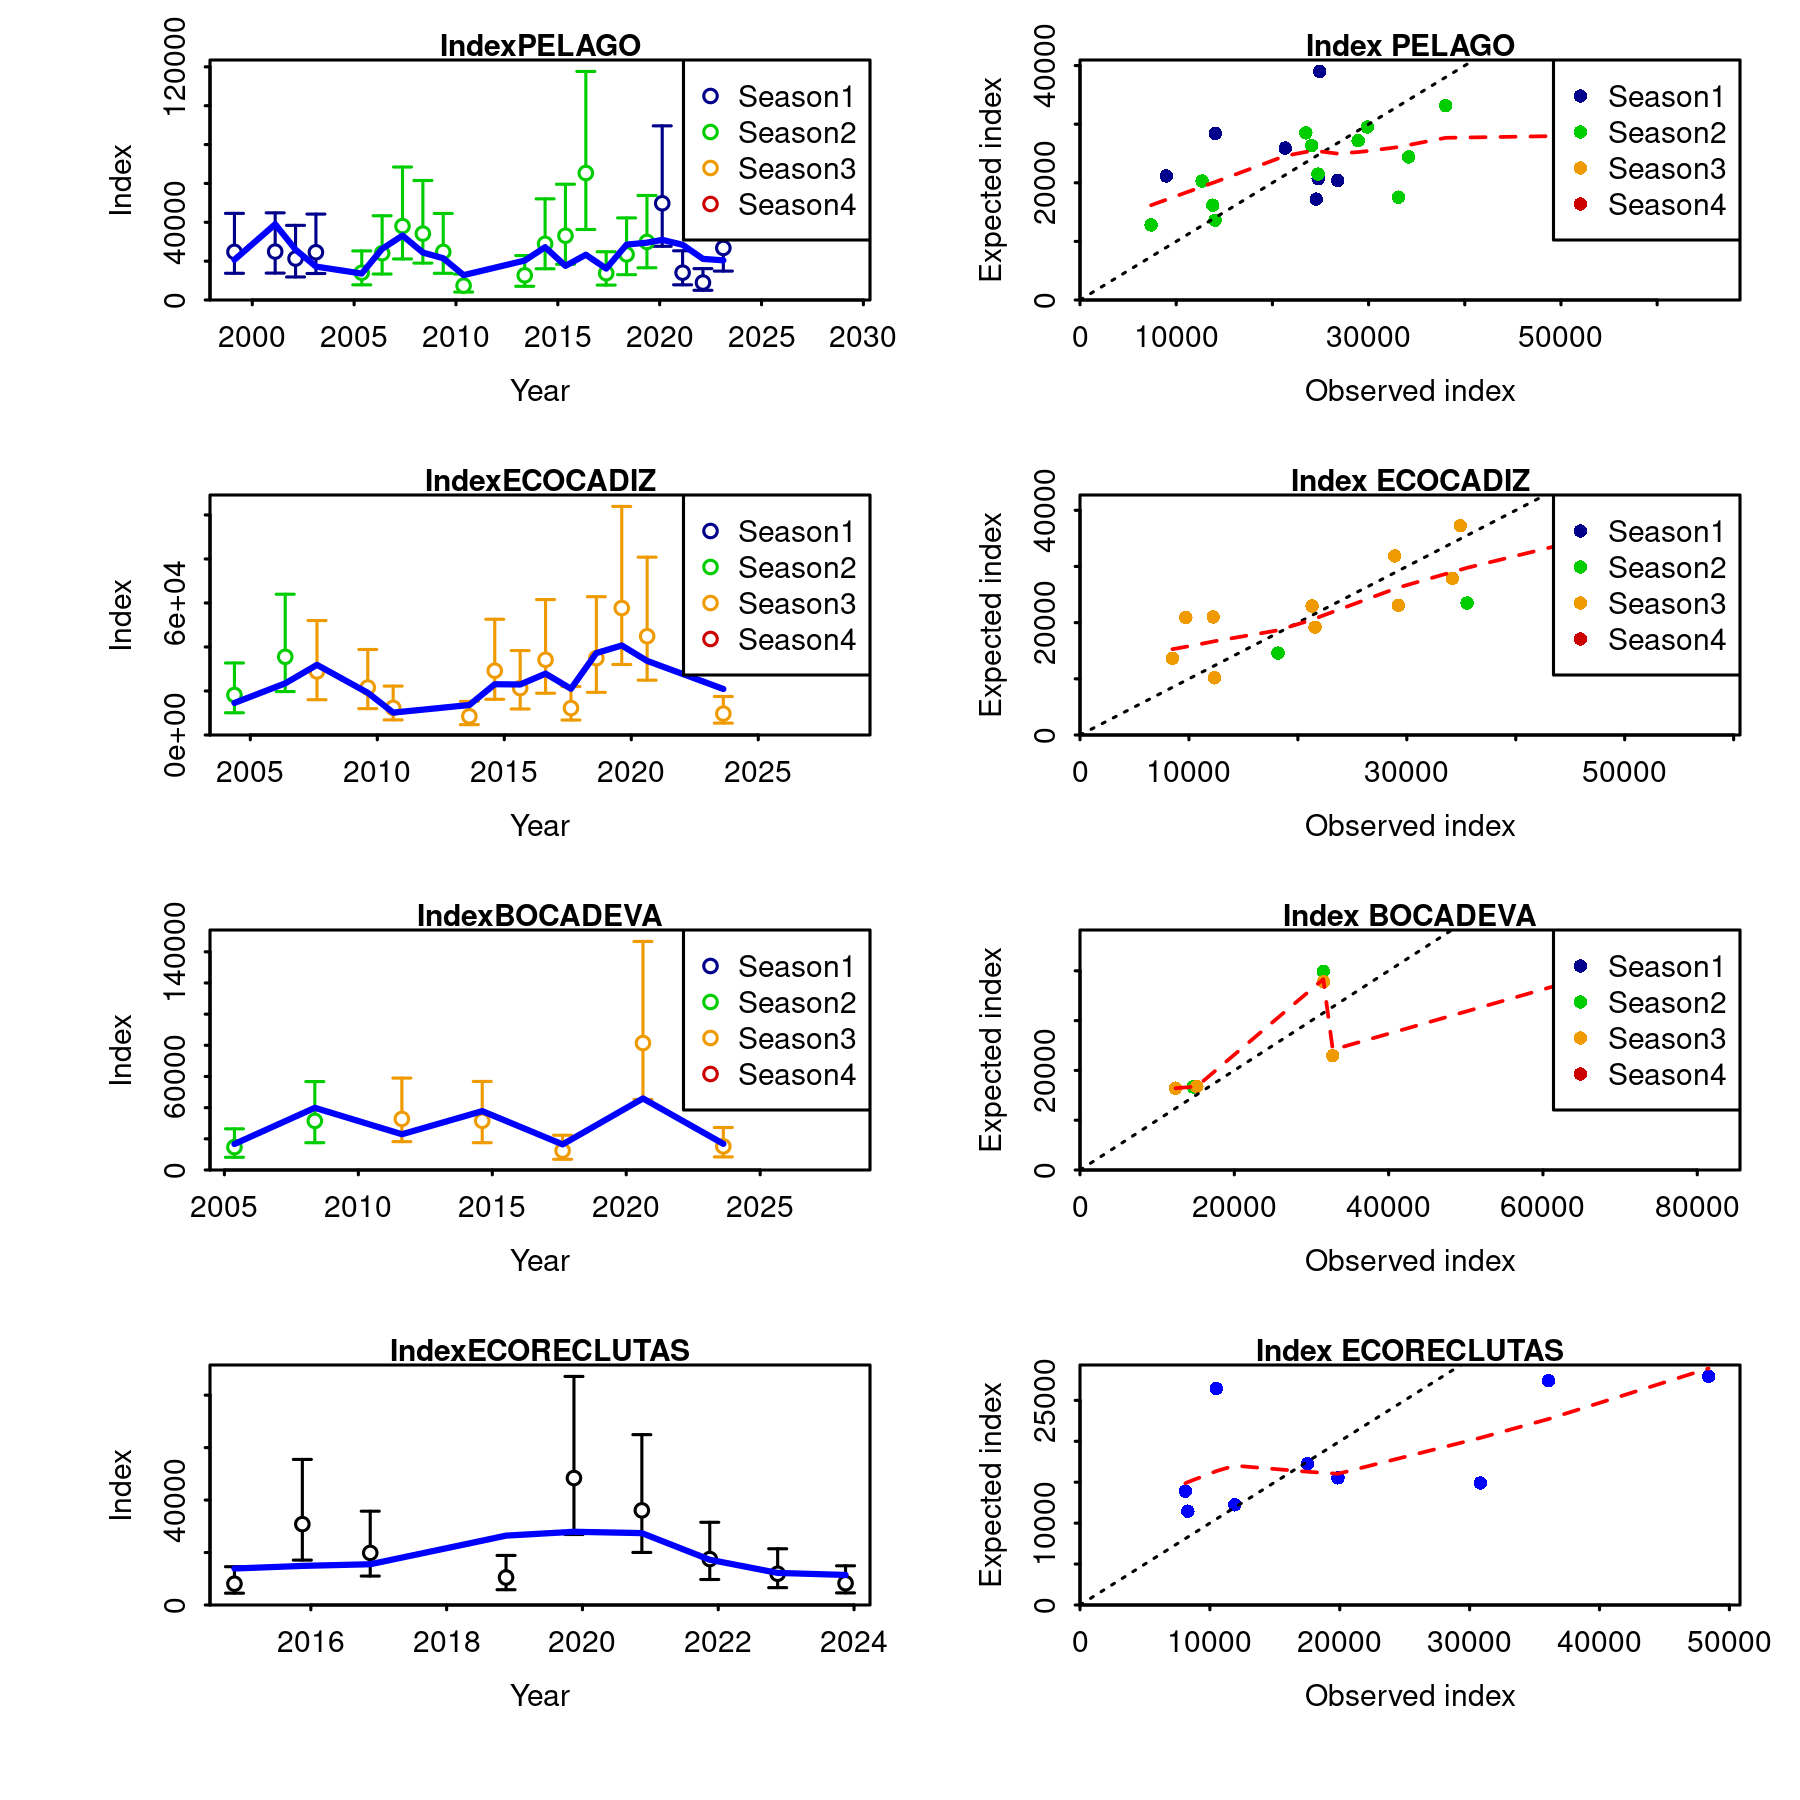 IndexPELAGO
Index
0
40000
120000
Season1
Season2
Season3
Season4
2000 2005 2010 2015 2020 2025 2030
Year
Index PELAGO
Expected index
0
20000
40000
Season1
Season2
Season3
Season4
0 10000 30000 50000
Observed index
IndexECOCADIZ
Index
0e+00
6e+04
Season1
Season2
Season3
Season4
2005 2010 2015 2020 2025
Year
Index ECOCADIZ
Expected index
0
20000
40000
Season1
Season2
Season3
Season4
0 10000 30000 50000
Observed index
IndexBOCADEVA
Index
0
60000
140000
Season1
Season2
Season3
Season4
2005 2010 2015 2020 2025
Year
Index BOCADEVA
Expected index
0
20000
Season1
Season2
Season3
Season4
0 20000 40000 60000 80000
Observed index
IndexECORECLUTAS
Index
0
40000
2016 2018 2020 2022 2024
Year
Index ECORECLUTAS
Expected index
0
10000
25000
0 10000 20000 30000 40000 50000
Observed index